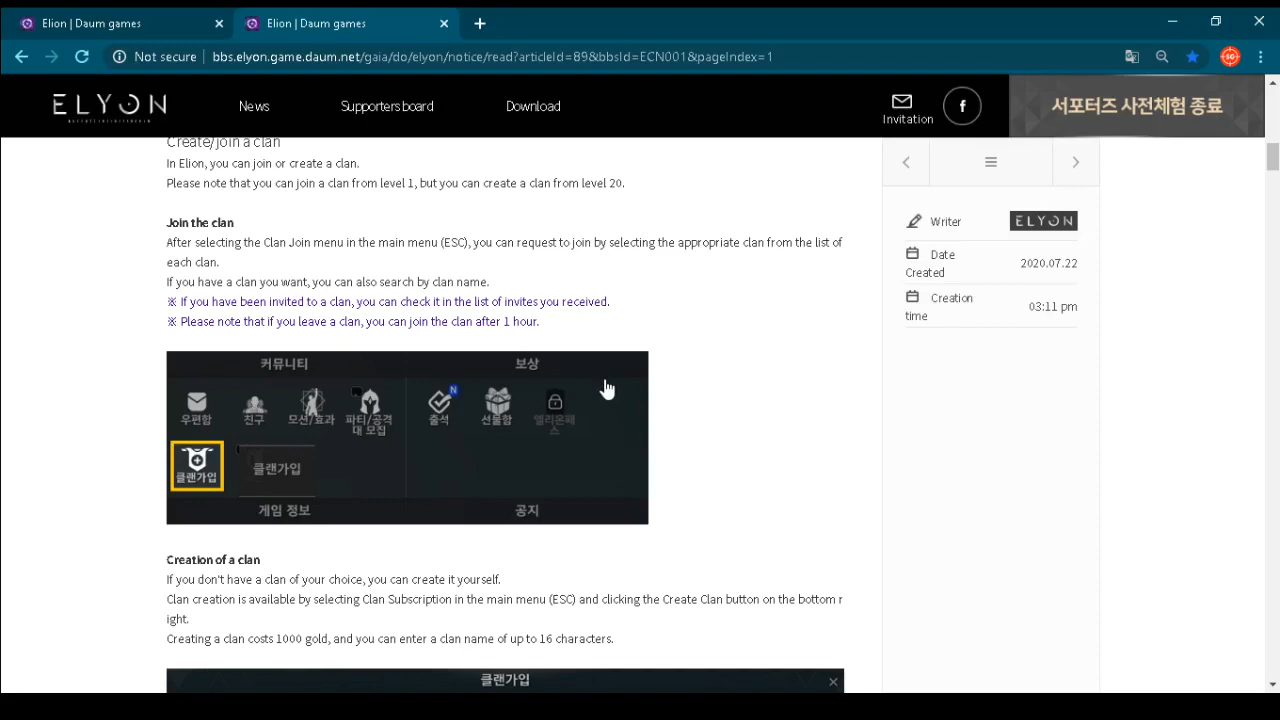 Elion | Daum games
Elion | Daum games
Not secure
bbs.elyon.game.daum.net/gaia/do/elyon/notice/read?articleId=89&bbsId=ECN001&pageIndex=1
ELYON
News
Supporters board
Download
Invitation
f
서포터즈 사전체험 종료
Create/join a clan
In Elion, you can join or create a clan.
Please note that you can join a clan from level 1, but you can create a clan from level 20.
Join the clan
After selecting the Clan Join menu in the main menu (ESC), you can request to join by selecting the appropriate clan from the list of
each clan.
If you have a clan you want, you can also search by clan name.
※ If you have been invited to a clan, you can check it in the list of invites you received.
※ Please note that if you leave a clan, you can join the clan after 1 hour.
커뮤니티
보상
우편함
친구
모션/효과
파티/공격
대 모집
출석
N
선물함
엘리온패
스
클랜가입
클랜가입
게임 정보
공지
Creation of a clan
If you don't have a clan of your choice, you can create it yourself.
Clan creation is available by selecting Clan Subscription in the main menu (ESC) and clicking the Create Clan button on the bottom r
ight.
Creating a clan costs 1000 gold, and you can enter a clan name of up to 16 characters.
클랜가입
Writer
ELYON
Date
Created
2020.07.22
Creation
time
03:11 pm